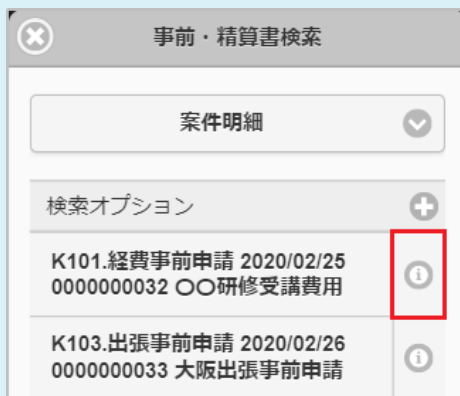 事前・精算書検索
案件明細
検索オプション
K101.経費事前申請 2020/02/25
0000000032 〇〇研修受講費用
K103.出張事前申請 2020/02/26
0000000033 大阪出張事前申請